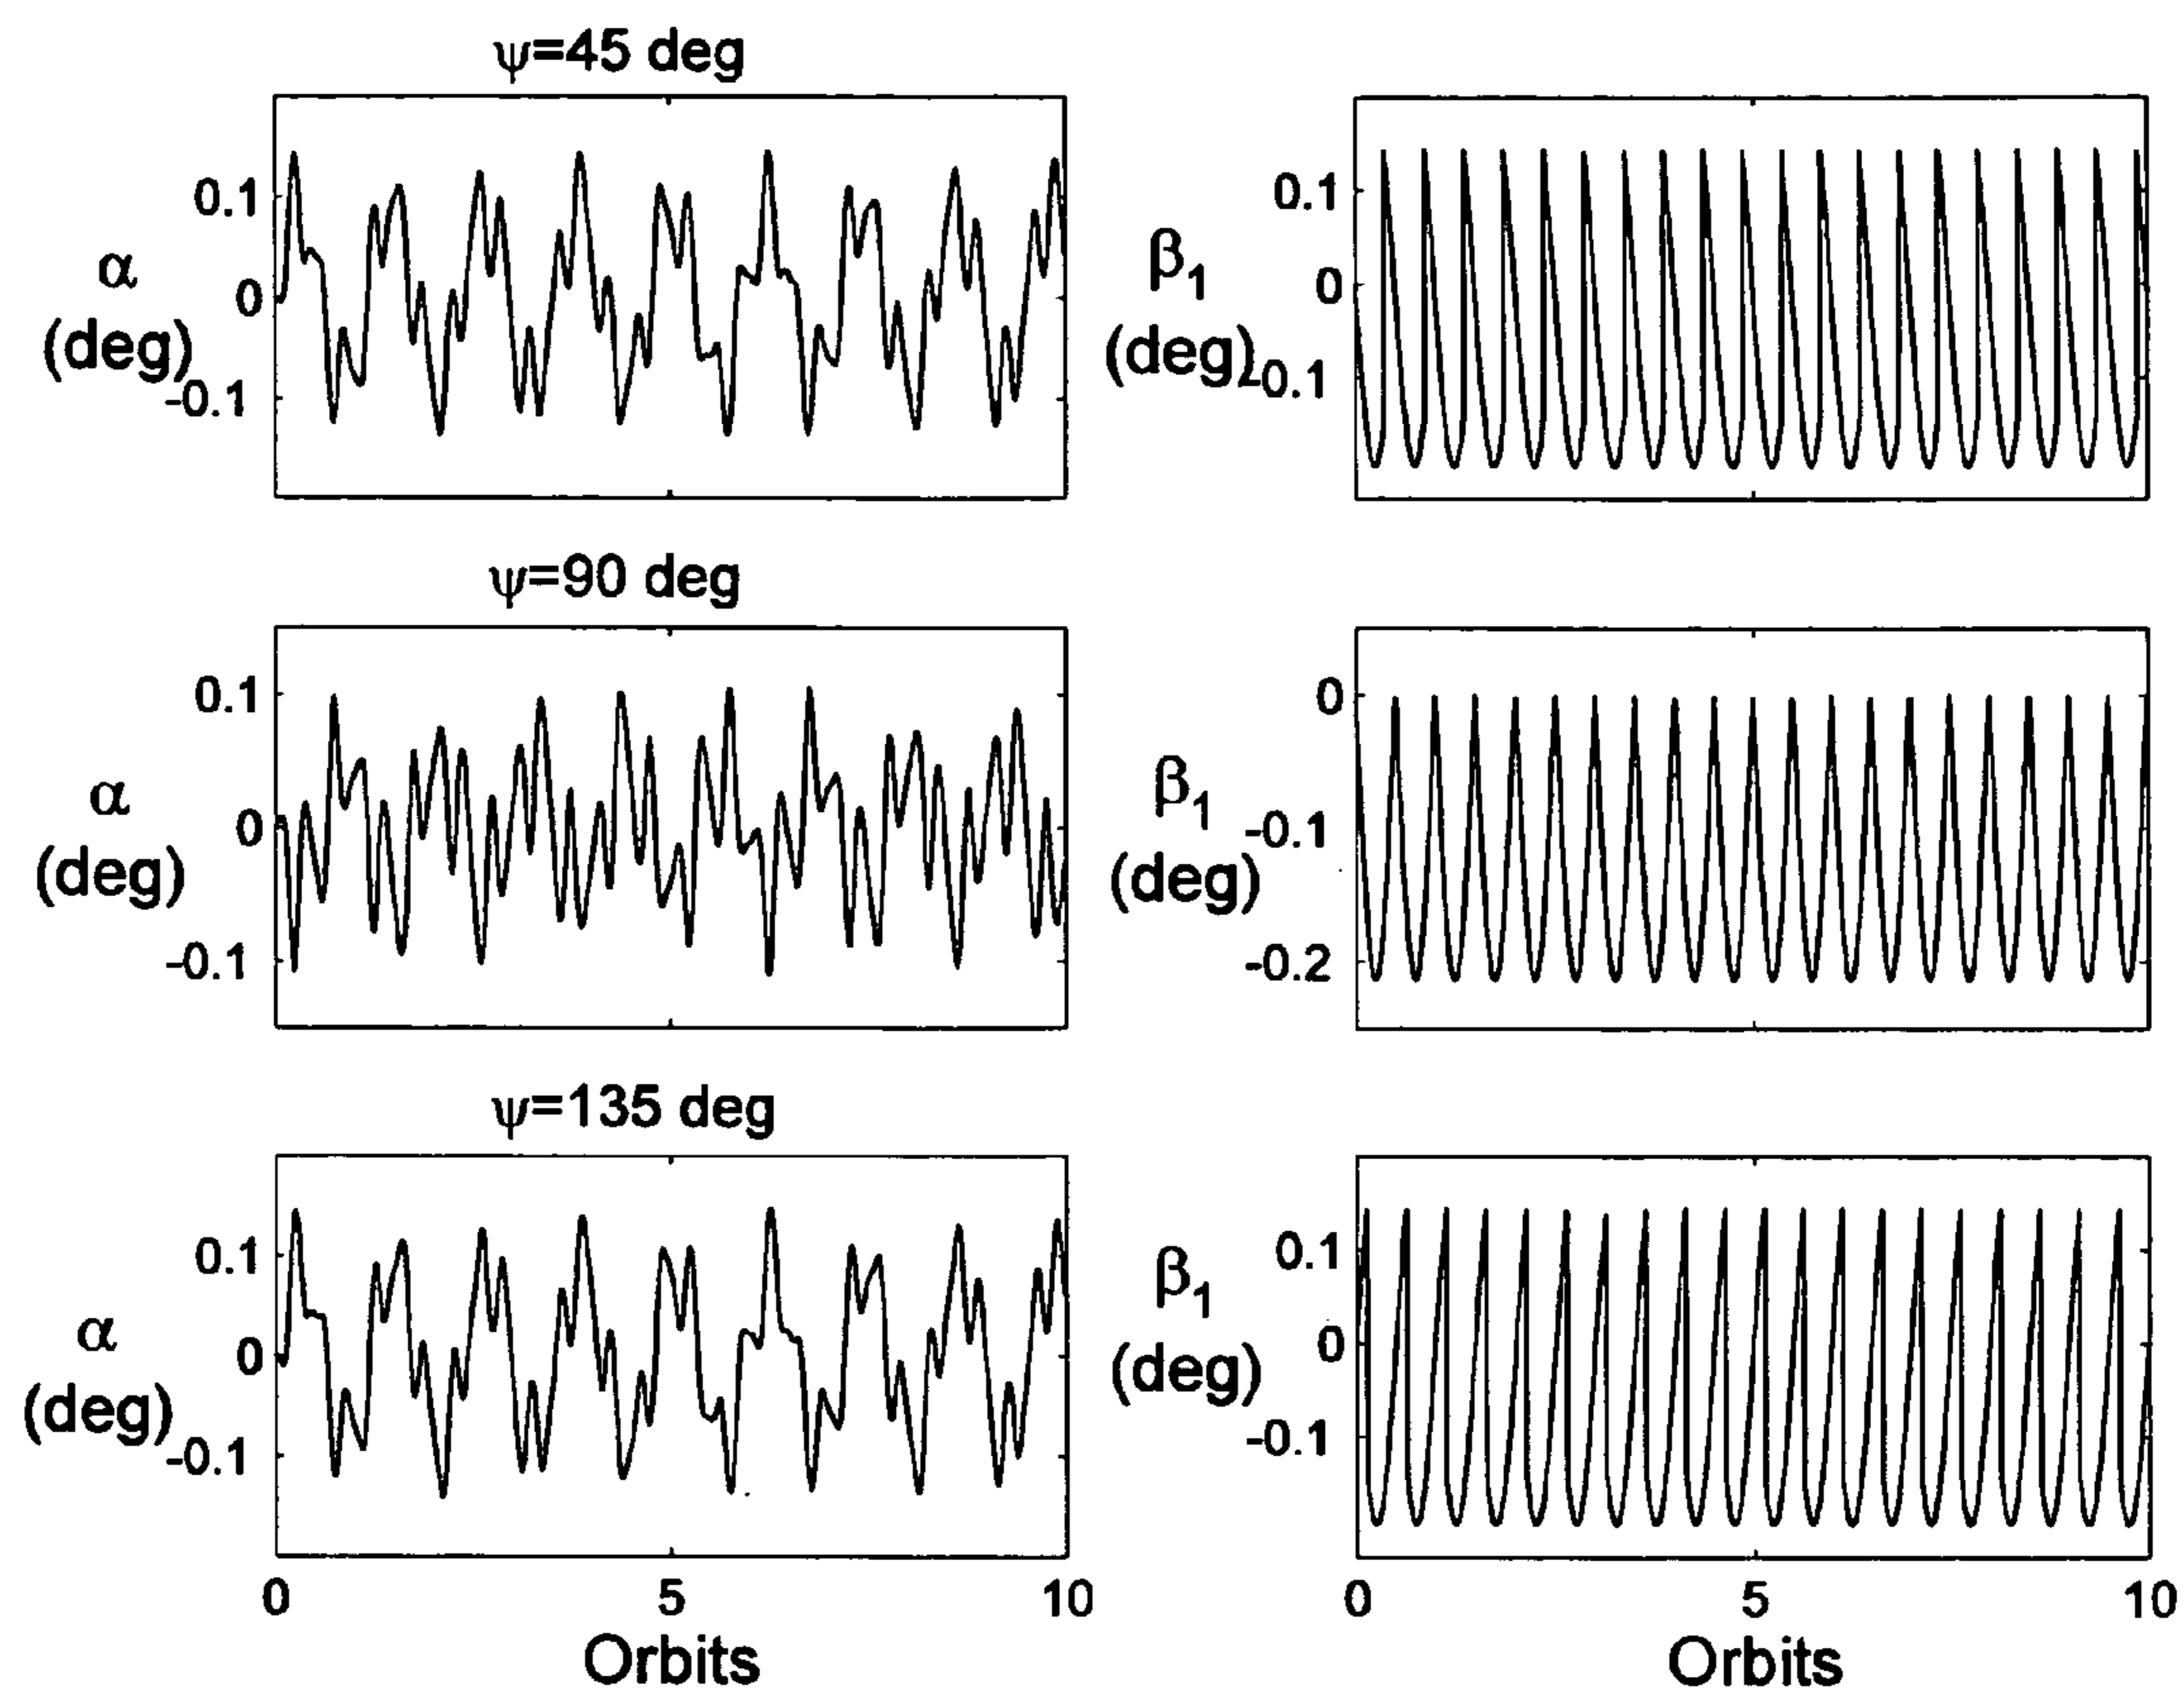 ψ=45 deg
0.1
α
0
(deg)
-0.1
0.1
β1
0
(deg)
-0.1
ψ=90 deg
0.1
α
0
(deg)
-0.1
0
β1
-0.1
(deg)
-0.2
ψ=135 deg
0.1
α
0
(deg)
-0.1
0 5 10
Orbits
0.1
β1
0
(deg)
-0.1
0 5 10
Orbits